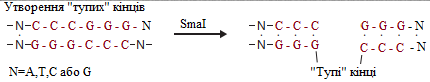 Утворення "тупих" кінців
-N-C-C-C-G-G-G-N
-N-G-G-G-C-C-C-N-
SmaI
-N-C-C-C
-N-G-G-G
G-G-G-N
C-C-C-N
"Тупі" кінці
N=A,T,C або G